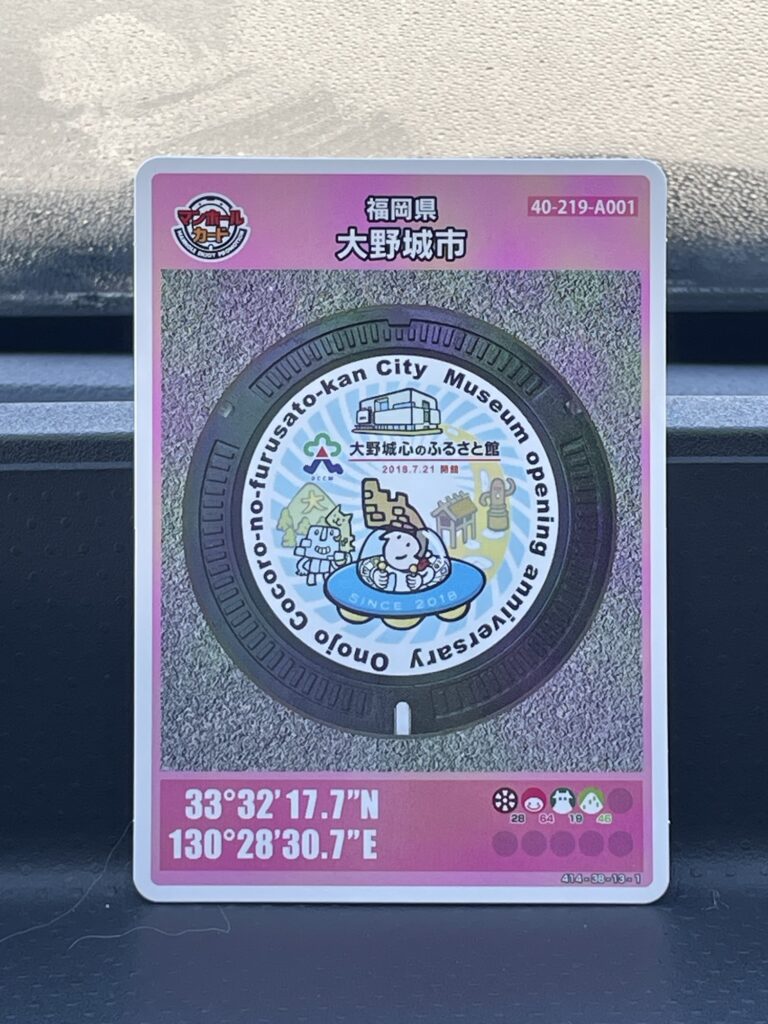 マンホール
カード
福岡県
大野城市
40-219-A001
Onojo Cocoro-no-furusato-kan City Museum opening anniversary
大野城心のふるさと館
2018.7.21 開館
OCCM
大
SINCE 2018
33°32'17.7"N
130°28'30.7"E
28 64 19 46
414-38-13-1